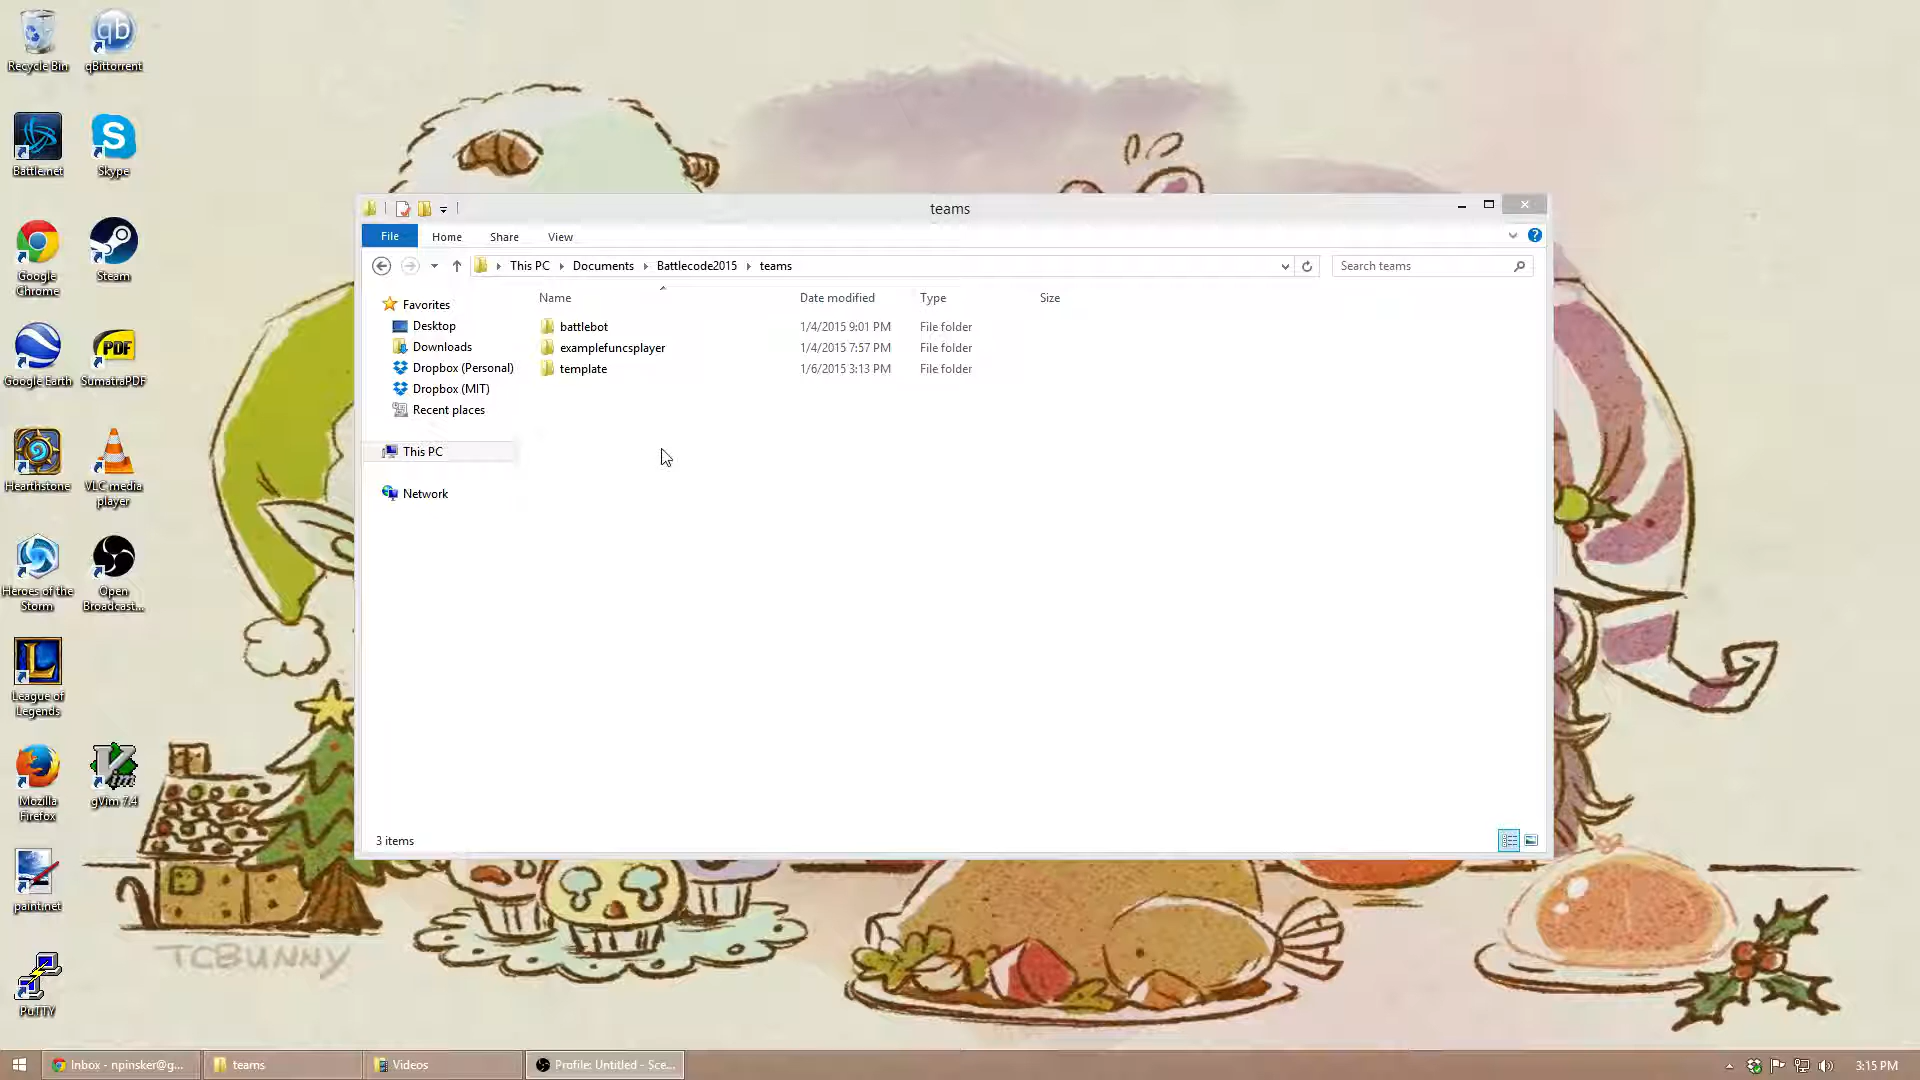 Recycle Bin
qBittorrent
Battle.net
Skype
Google Chrome
Steam
Google Earth
SumatraPDF
Hearthstone
VLC media player
Heroes of the Storm
Open Broadcast...
League of Legends
Mozilla Firefox
gVim 7.4
paint.net
PuTTY
teams
File Home Share View
This PC Documents Battlecode2015 teams
Search teams
Name Date modified Type Size
battlebot 1/4/2015 9:01 PM File folder
examplefuncsplayer 1/4/2015 7:57 PM File folder
template 1/6/2015 3:13 PM File folder
Favorites
Desktop
Downloads
Dropbox (Personal)
Dropbox (MIT)
Recent places
This PC
Network
3 items
TCBUNNY
Inbox - npinsker@g...
teams
Videos
Profile: Untitled - Sce...
3:15 PM